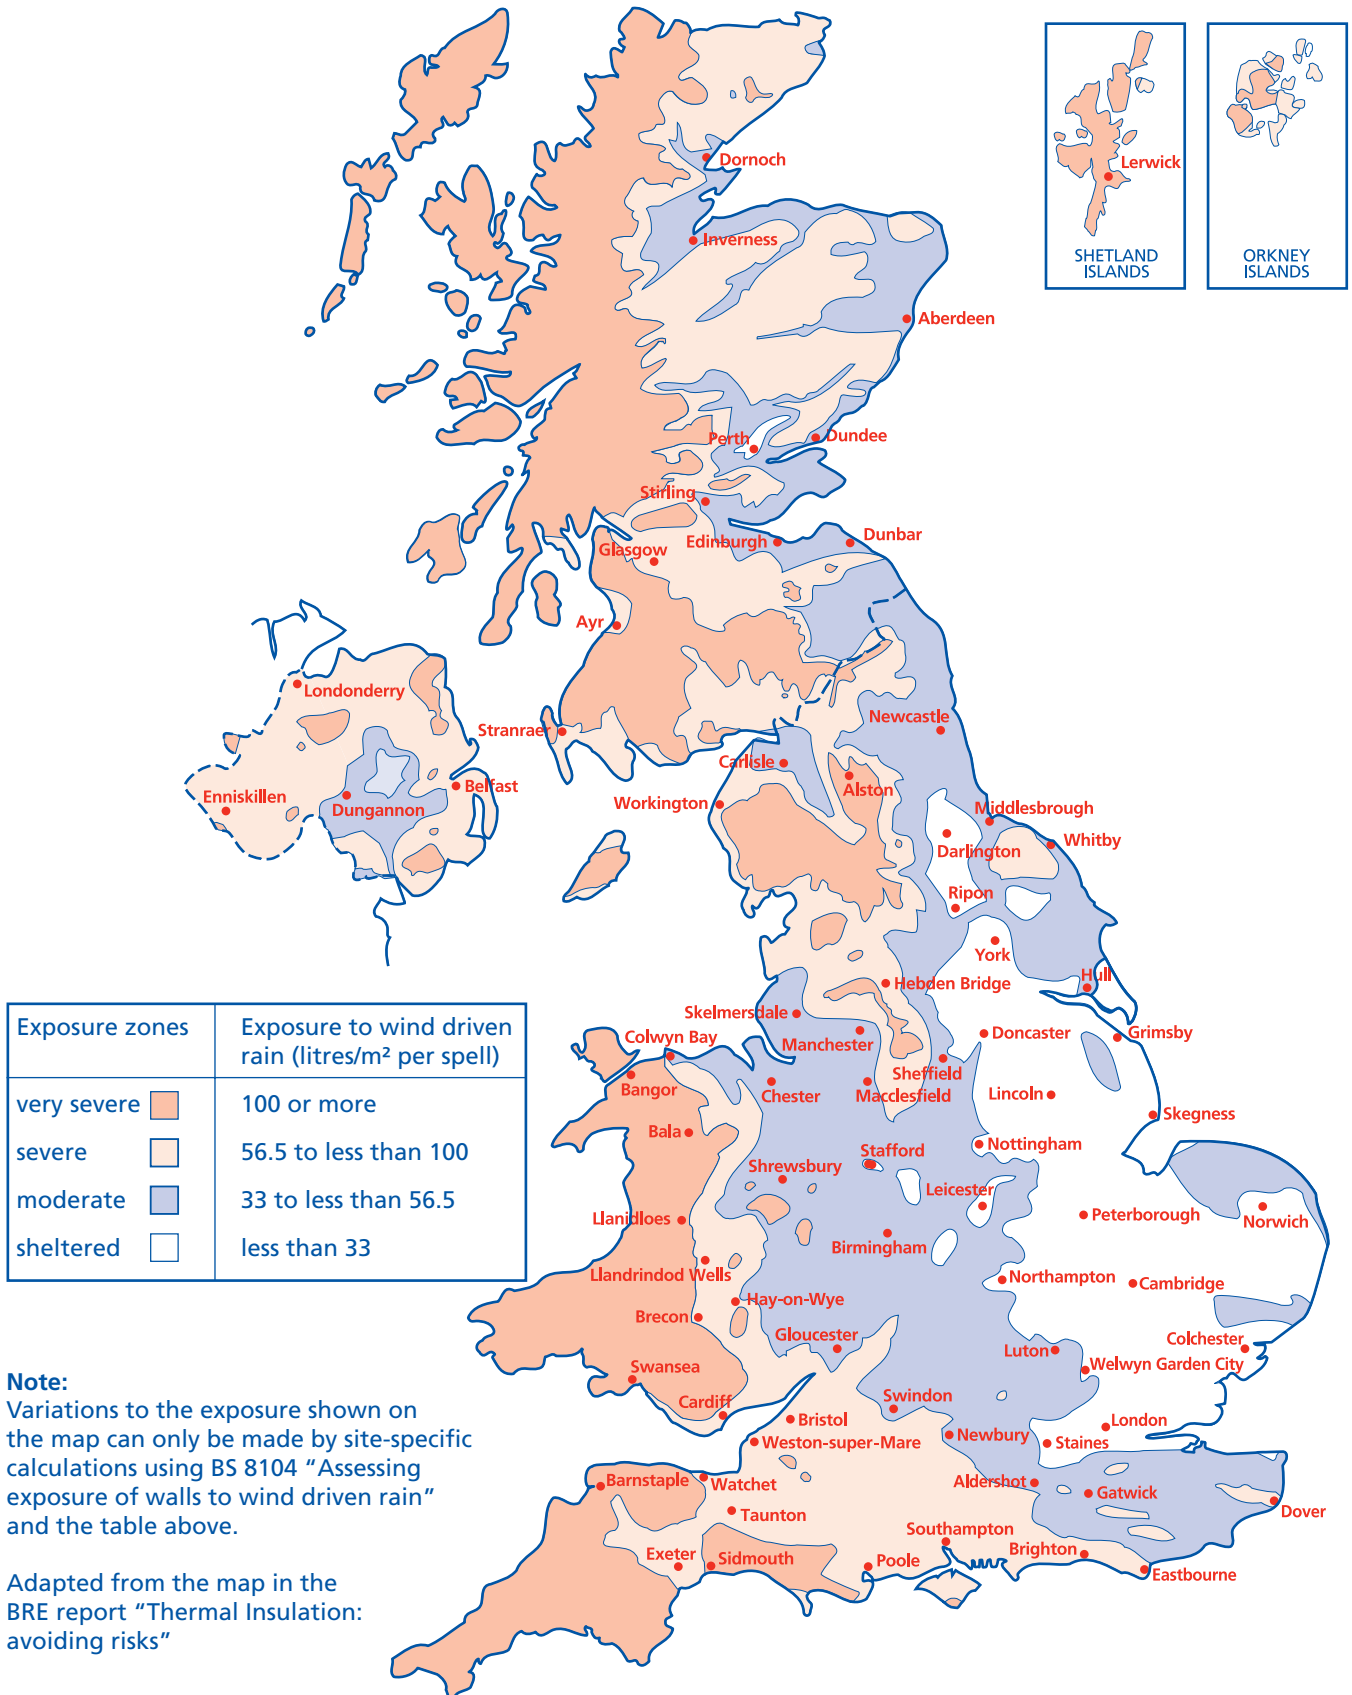 Dornoch
Lerwick
SHETLAND
ISLANDS
ORKNEY
ISLANDS
Inverness
Aberdeen
Perth
Dundee
Stirling
Edinburgh
Dunbar
Glasgow
Ayr
Londonderry
Stranraer
Newcastle
Carlisle
Belfast
Enniskillen
Dungannon
Workington
Alston
Middlesbrough
Whitby
Darlington
Ripon
York
Hull
Hebden Bridge
Skelmersdale
Manchester
Doncaster
Grimsby
Colwyn Bay
Bangor
Chester
Sheffield
Macclesfield
Lincoln
Skegness
Bala
Nottingham
Stafford
Shrewsbury
Leicester
Llanidloes
Peterborough
Norwich
Birmingham
Llandrindod Wells
Northampton
Cambridge
Hay-on-Wye
Brecon
Gloucester
Colchester
Luton
Welwyn Garden City
Swansea
Cardiff
Swindon
Bristol
London
Newbury
Staines
Weston-super-Mare
Barnstaple
Watchet
Aldershot
Gatwick
Dover
Taunton
Southampton
Exeter
Sidmouth
Poole
Brighton
Eastbourne
Exposure zones
Exposure to wind driven
rain (litres/m² per spell)
very severe 100 or more
severe 56.5 to less than 100
moderate 33 to less than 56.5
sheltered less than 33
Note:
Variations to the exposure shown on
the map can only be made by site-specific
calculations using BS 8104 “Assessing
exposure of walls to wind driven rain”
and the table above.
Adapted from the map in the
BRE report “Thermal Insulation:
avoiding risks”